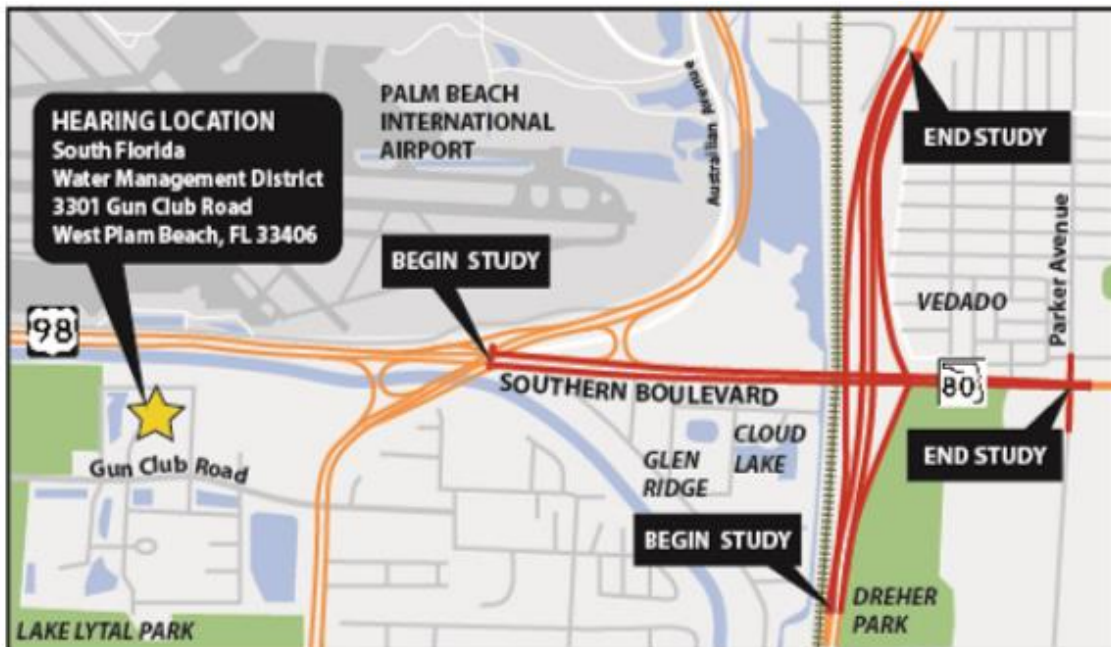 HEARING LOCATION
South Florida
Water Management District
3301 Gun Club Road
West Plam Beach, FL 33406
PALM BEACH
INTERNATIONAL
AIRPORT
Australian Avenue
END STUDY
BEGIN STUDY
98
VEDADO
Parker Avenue
SOUTHERN BOULEVARD
80
Gun Club Road
GLEN
RIDGE
CLOUD
LAKE
END STUDY
BEGIN STUDY
DREHER
PARK
LAKE LYTAL PARK